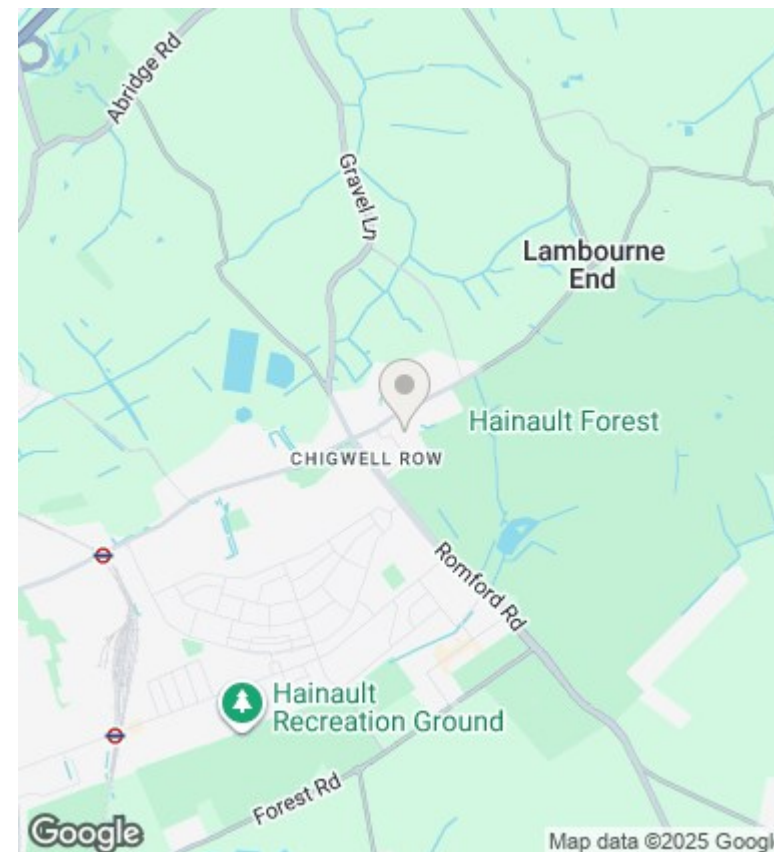 Abridge Rd
Gravel Ln
Lambourne
End
Hainault Forest
CHIGWELL ROW
Romford Rd
Hainault
Recreation Ground
Forest Rd
Google
Map data ©2025 Googl